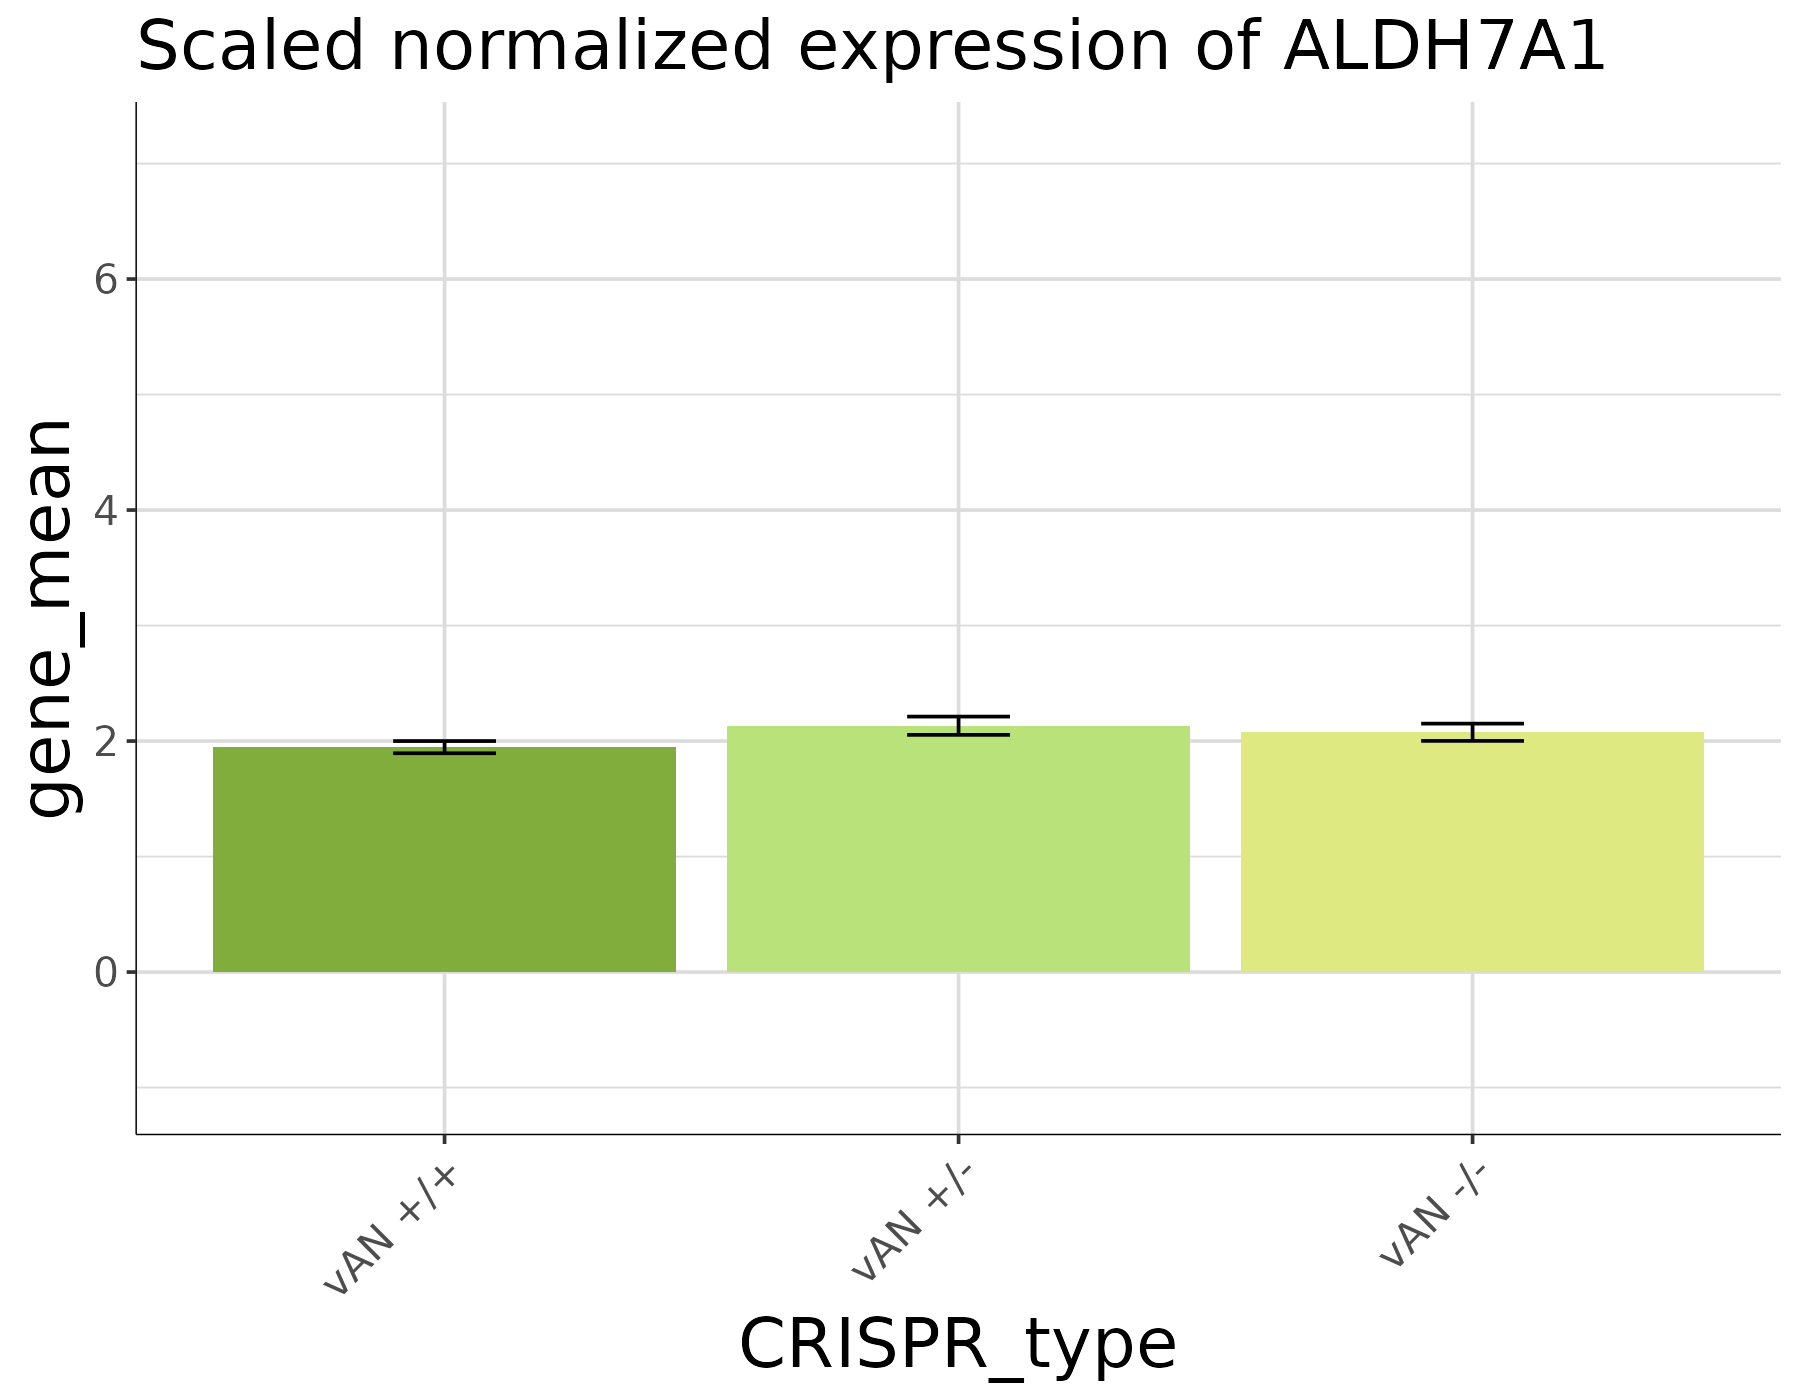 Scaled normalized expression of ALDH7A1
gene_mean
6
4
2
0
vAN +/+
vAN +/-
vAN -/-
CRISPR_type